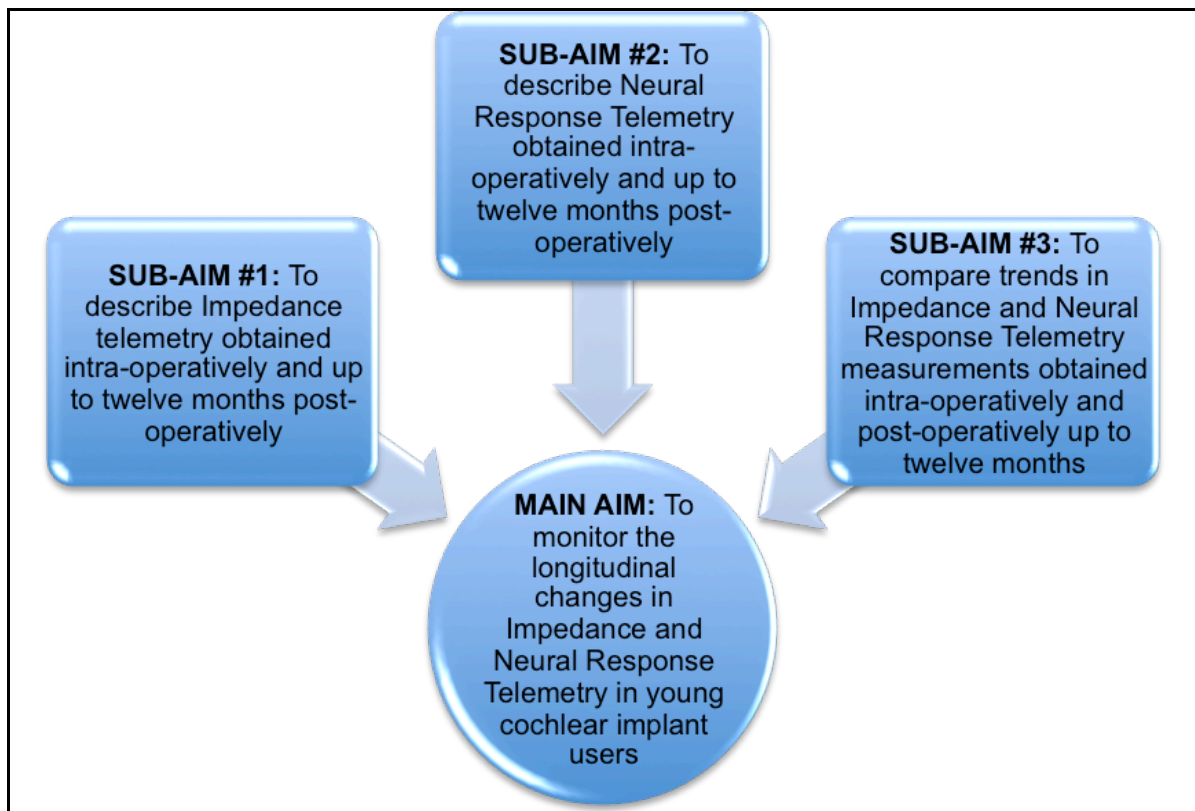 SUB-AIM #1: To
describe Impedance
telemetry obtained
intra-operatively and up
to twelve months post-
operatively
SUB-AIM #2: To
describe Neural
Response Telemetry
obtained intra-
operatively and up to
twelve months post-
operatively
SUB-AIM #3: To
compare trends in
Impedance and Neural
Response Telemetry
measurements obtained
intra-operatively and
post-operatively up to
twelve months
MAIN AIM: To
monitor the
longitudinal
changes in
Impedance and
Neural Response
Telemetry in young
cochlear implant
users